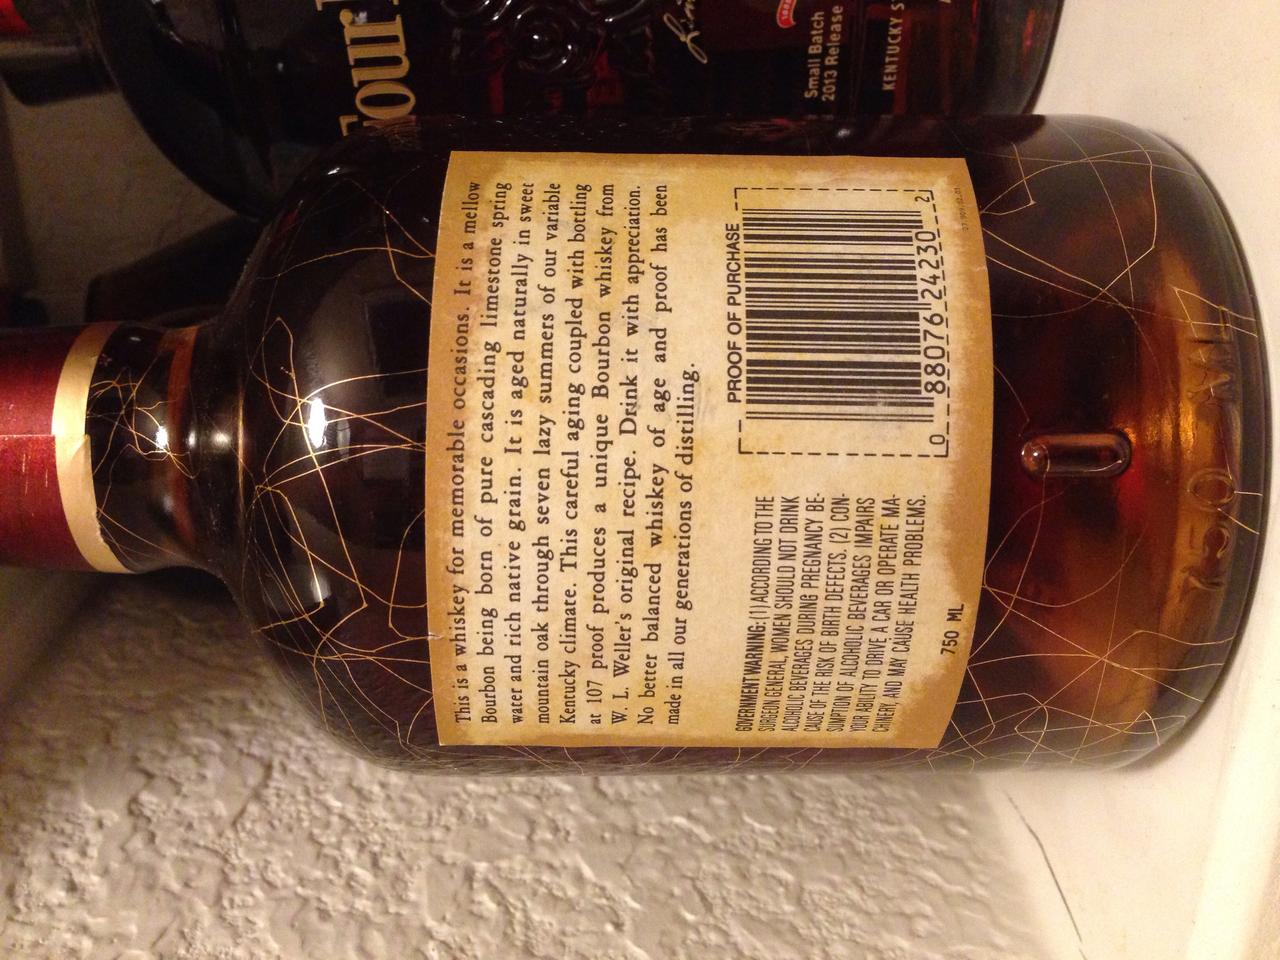 This is a whiskey for memorable occasions. It is a mellow
Bourbon being born of pure cascading limestone spring
water and rich native grain. It is aged naturally in sweet
mountain oak through seven lazy summers of our variable
Kentucky climate. This careful aging coupled with bottling
at 107 proof produces a unique Bourbon whiskey from
W. L. Weller's original recipe. Drink it with appreciation.
No better balanced whiskey of age and proof has been
made in all our generations of distilling.
GOVERNMENT WARNING: (1) ACCORDING TO THE
SURGEON GENERAL, WOMEN SHOULD NOT DRINK
ALCOHOLIC BEVERAGES DURING PREGNANCY BE-
CAUSE OF THE RISK OF BIRTH DEFECTS. (2) CON-
SUMPTION OF ALCOHOLIC BEVERAGES IMPAIRS
YOUR ABILITY TO DRIVE A CAR OR OPERATE MA-
CHINERY, AND MAY CAUSE HEALTH PROBLEMS.
750 ML
PROOF OF PURCHASE
0 88076 24230 2
Four
Small Batch
2013 Release
KENTUCKY